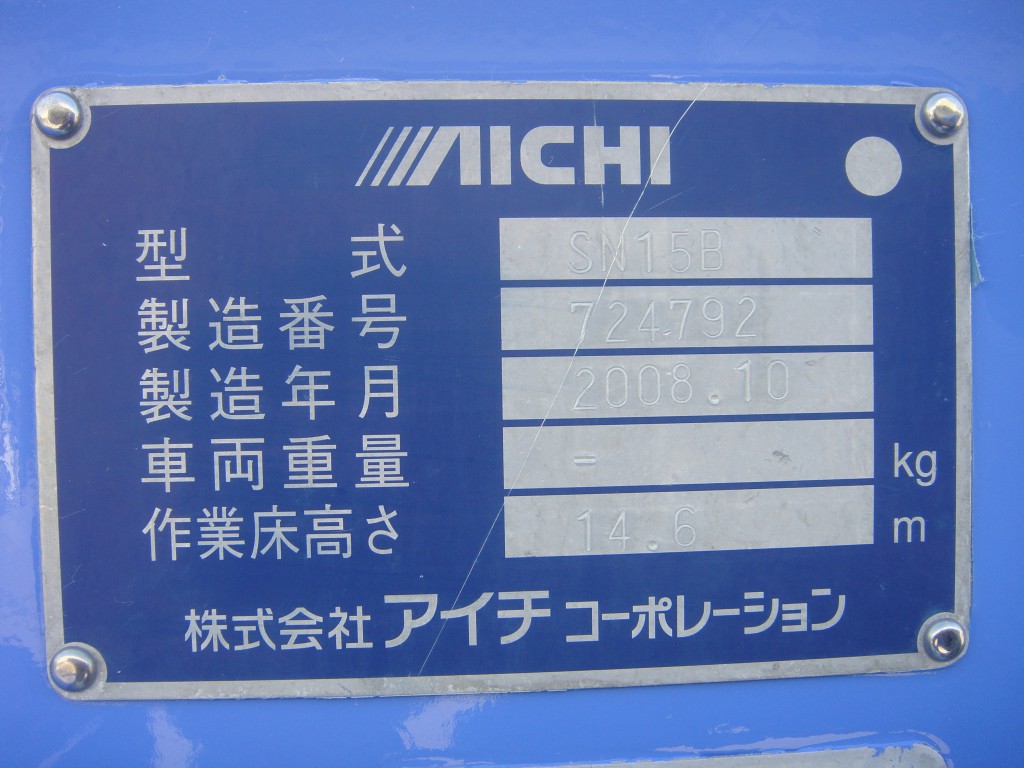 AICHI
型式 SN15B
製造番号 724792
製造年月 2008.10
車両重量 - kg
作業床高さ 14.6 m
株式会社アイチコーポレーション